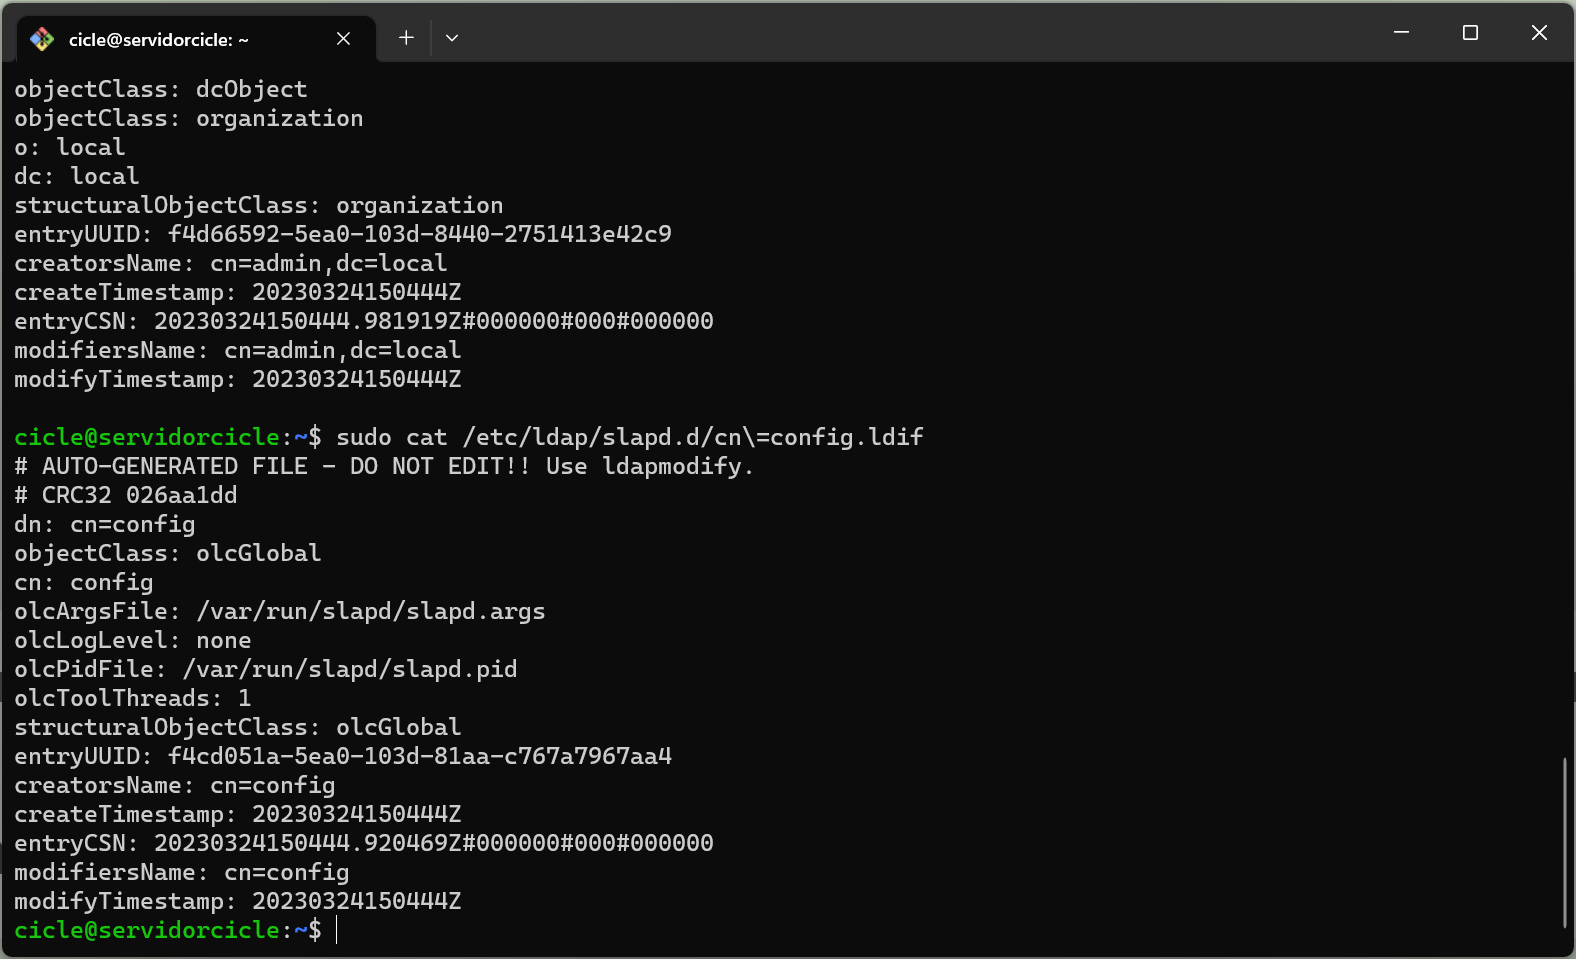 cicle@servidorcicle: ~
objectClass: dcObject
objectClass: organization
o: local
dc: local
structuralObjectClass: organization
entryUUID: f4d66592-5ea0-103d-8440-2751413e42c9
creatorsName: cn=admin,dc=local
createTimestamp: 20230324150444Z
entryCSN: 20230324150444.981919Z#000000#000#000000
modifiersName: cn=admin,dc=local
modifyTimestamp: 20230324150444Z
cicle@servidorcicle:~$ sudo cat /etc/ldap/slapd.d/cn\=config.ldif
# AUTO-GENERATED FILE - DO NOT EDIT!! Use ldapmodify.
# CRC32 026aa1dd
dn: cn=config
objectClass: olcGlobal
cn: config
olcArgsFile: /var/run/slapd/slapd.args
olcLogLevel: none
olcPidFile: /var/run/slapd/slapd.pid
olcToolThreads: 1
structuralObjectClass: olcGlobal
entryUUID: f4cd051a-5ea0-103d-81aa-c767a7967aa4
creatorsName: cn=config
createTimestamp: 20230324150444Z
entryCSN: 20230324150444.920469Z#000000#000#000000
modifiersName: cn=config
modifyTimestamp: 20230324150444Z
cicle@servidorcicle:~$